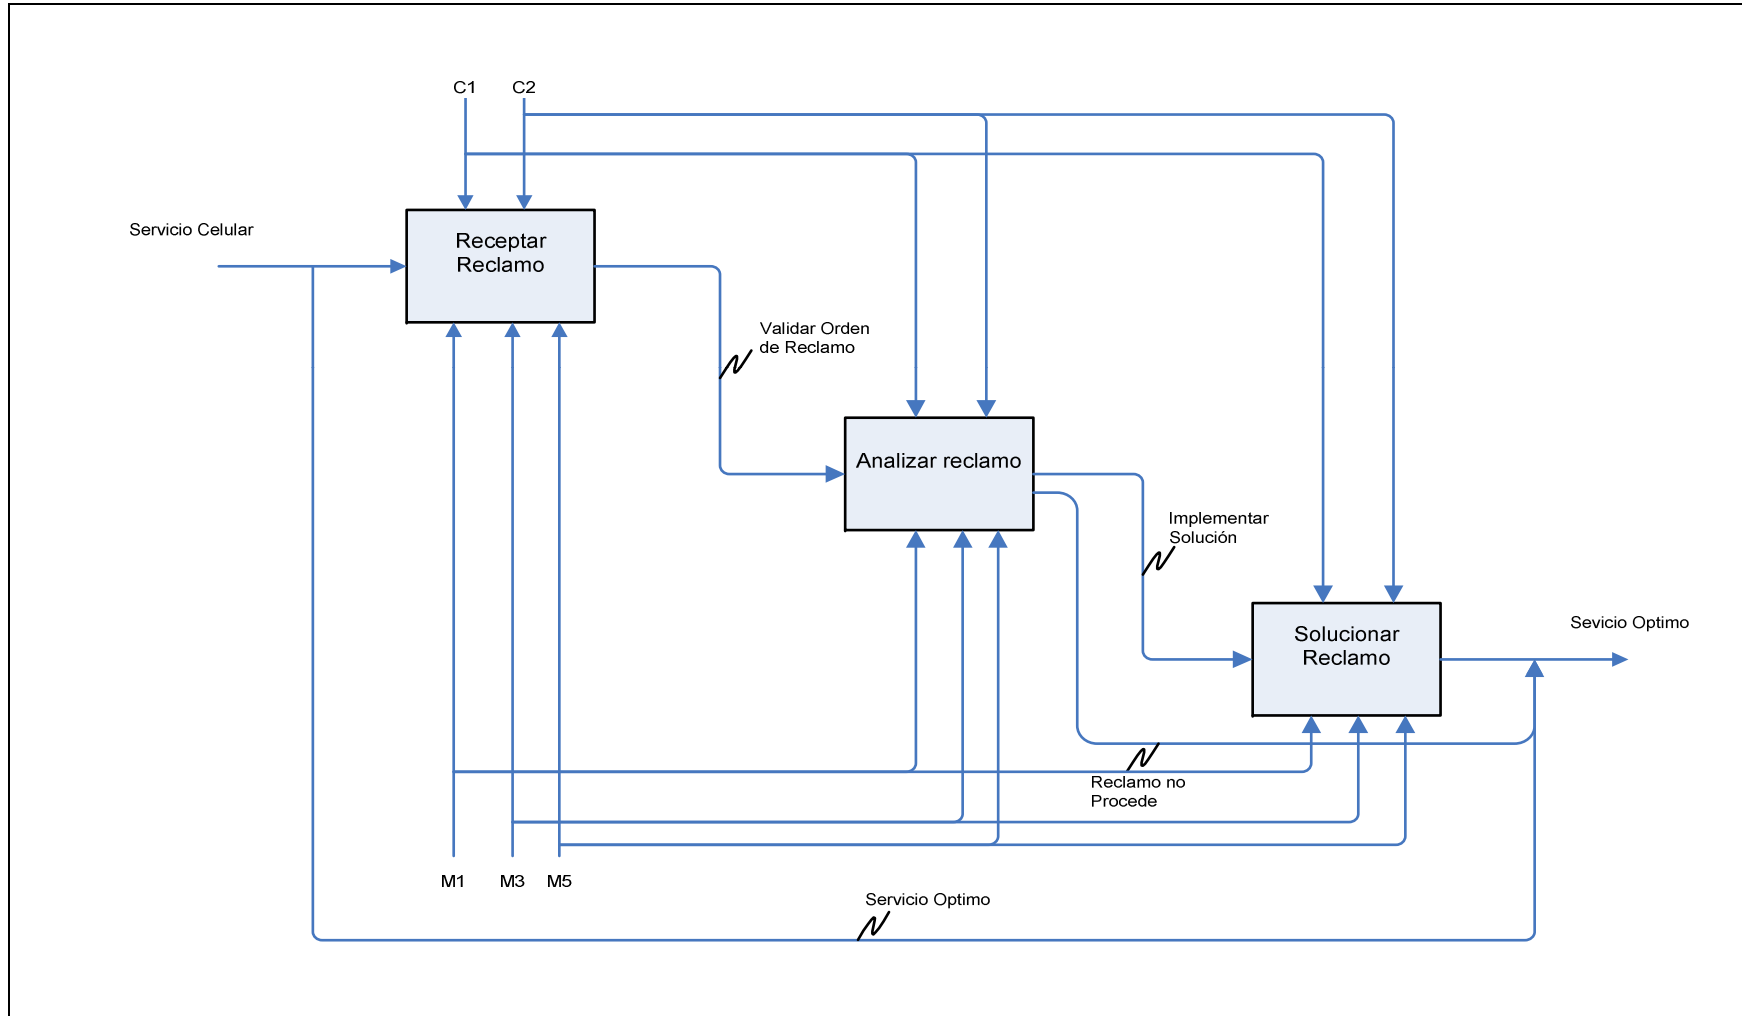 C1
C2
Servicio Celular
Receptar
Reclamo
Validar Orden
de Reclamo
Analizar reclamo
Implementar
Solución
Solucionar
Reclamo
Sevicio Optimo
Reclamo no
Procede
M1
M3
M5
Servicio Optimo